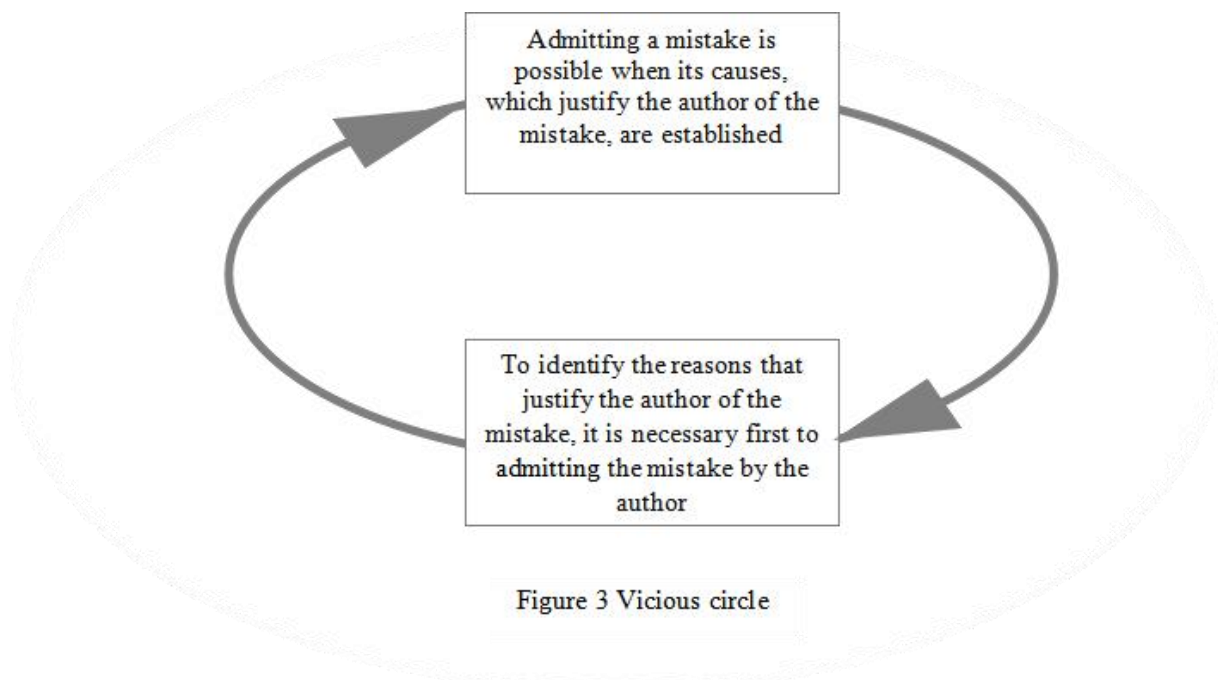 Admitting a mistake is
possible when its causes,
which justify the author of the
mistake, are established
To identify the reasons that
justify the author of the
mistake, it is necessary first to
admitting the mistake by the
author
Figure 3 Vicious circle